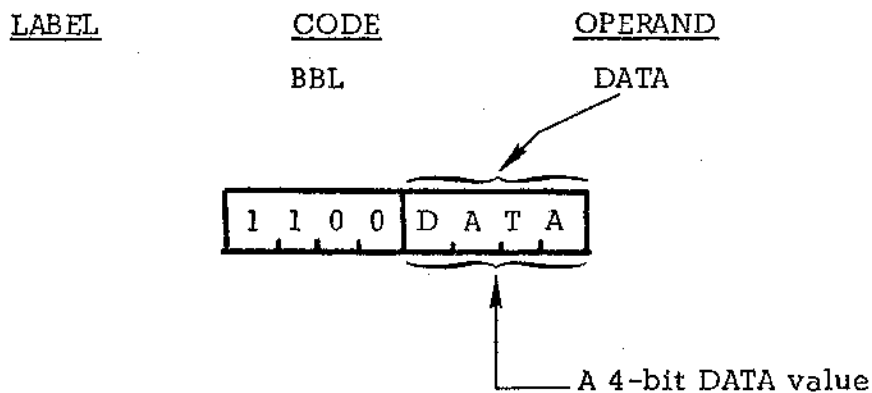 LABEL CODE OPERAND
BBL DATA
1 1 0 0 D A T A
A 4-bit DATA value